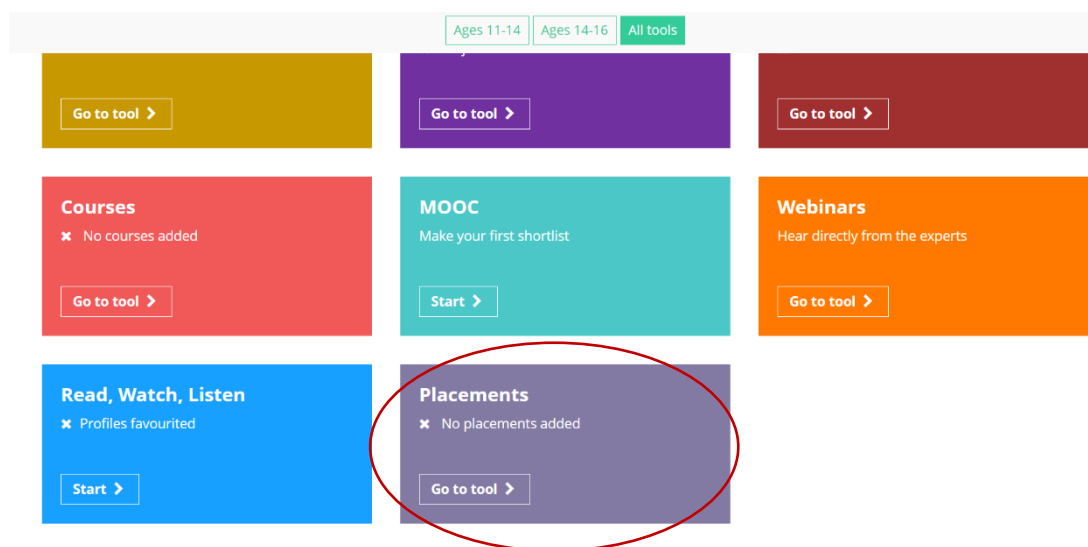 Ages 11-14 Ages 14-16 All tools
Go to tool Go to tool Go to tool
Courses MOOC Webinars
No courses added Make your first shortlist Hear directly from the experts
Go to tool Start Go to tool
Read, Watch, Listen Placements
Profiles favourited No placements added
Start Go to tool